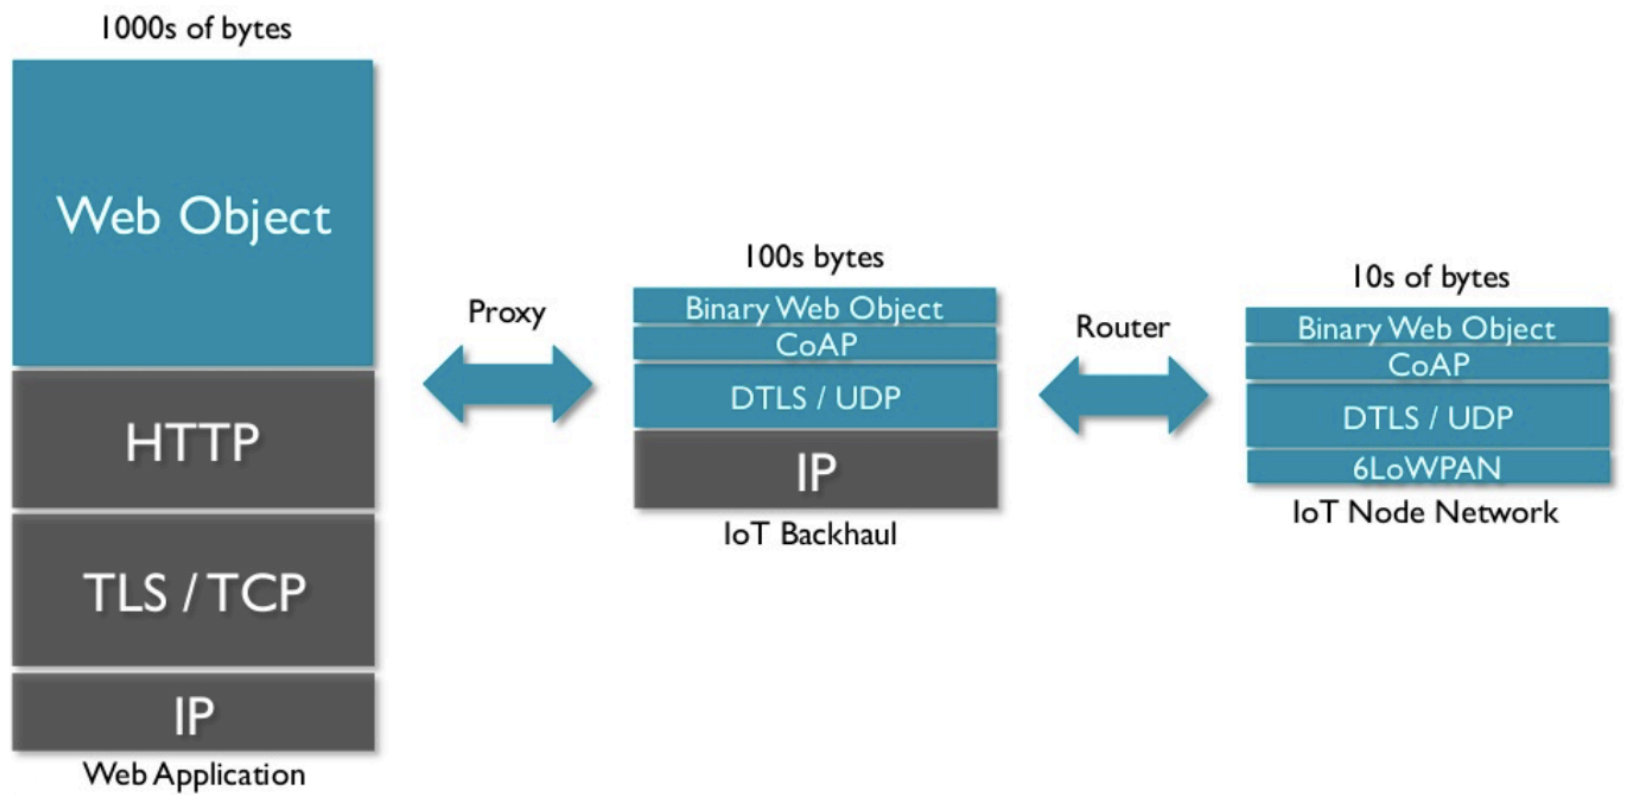 1000s of bytes
Web Object
HTTP
TLS / TCP
IP
Web Application
Proxy
100s bytes
Binary Web Object
CoAP
DTLS / UDP
IP
IoT Backhaul
Router
10s of bytes
Binary Web Object
CoAP
DTLS / UDP
6LoWPAN
IoT Node Network